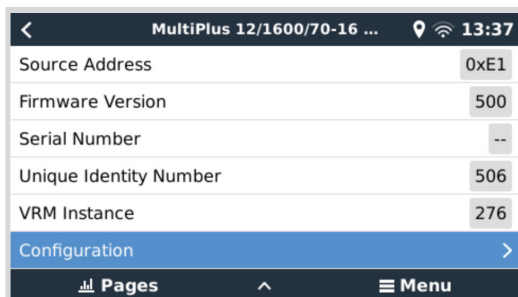 MultiPlus 12/1600/70-16 ... 13:37
Source Address 0xE1
Firmware Version 500
Serial Number --
Unique Identity Number 506
VRM Instance 276
Configuration
Pages Menu